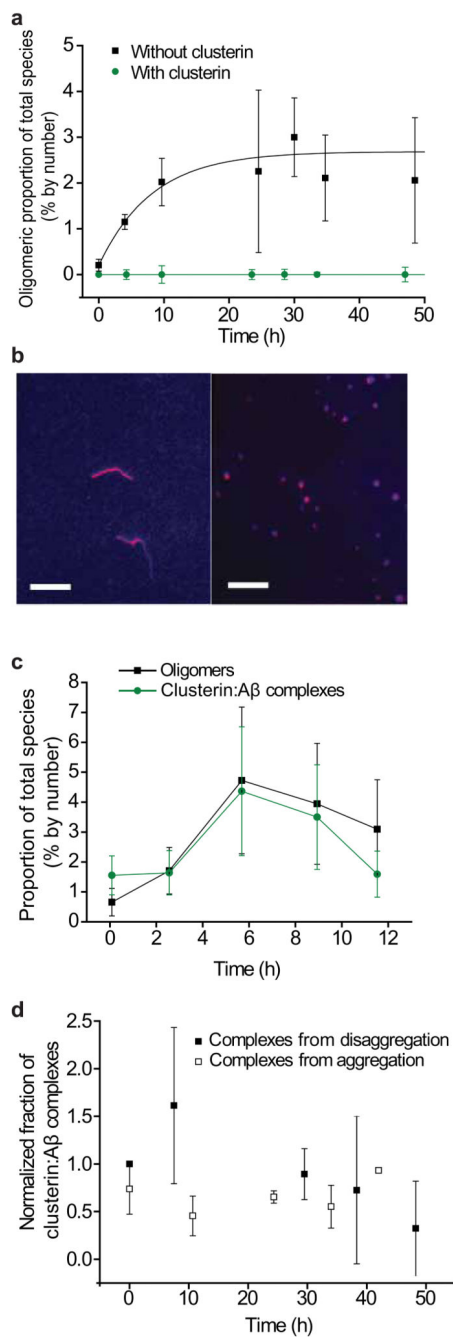 a
Without clusterin
With clusterin
Oligomeric proportion of total species
(% by number)
5
4
3
2
1
0
0 10 20 30 40 50
Time (h)
b
c
Oligomers
Clusterin:Aβ complexes
Proportion of total species
(% by number)
8
7
6
5
4
3
2
1
0
0 2 4 6 8 10 12
Time (h)
d
Complexes from disaggregation
Complexes from aggregation
Normalized fraction of
clusterin:Aβ complexes
2.5
2.0
1.5
1.0
0.5
0.0
0 10 20 30 40 50
Time (h)